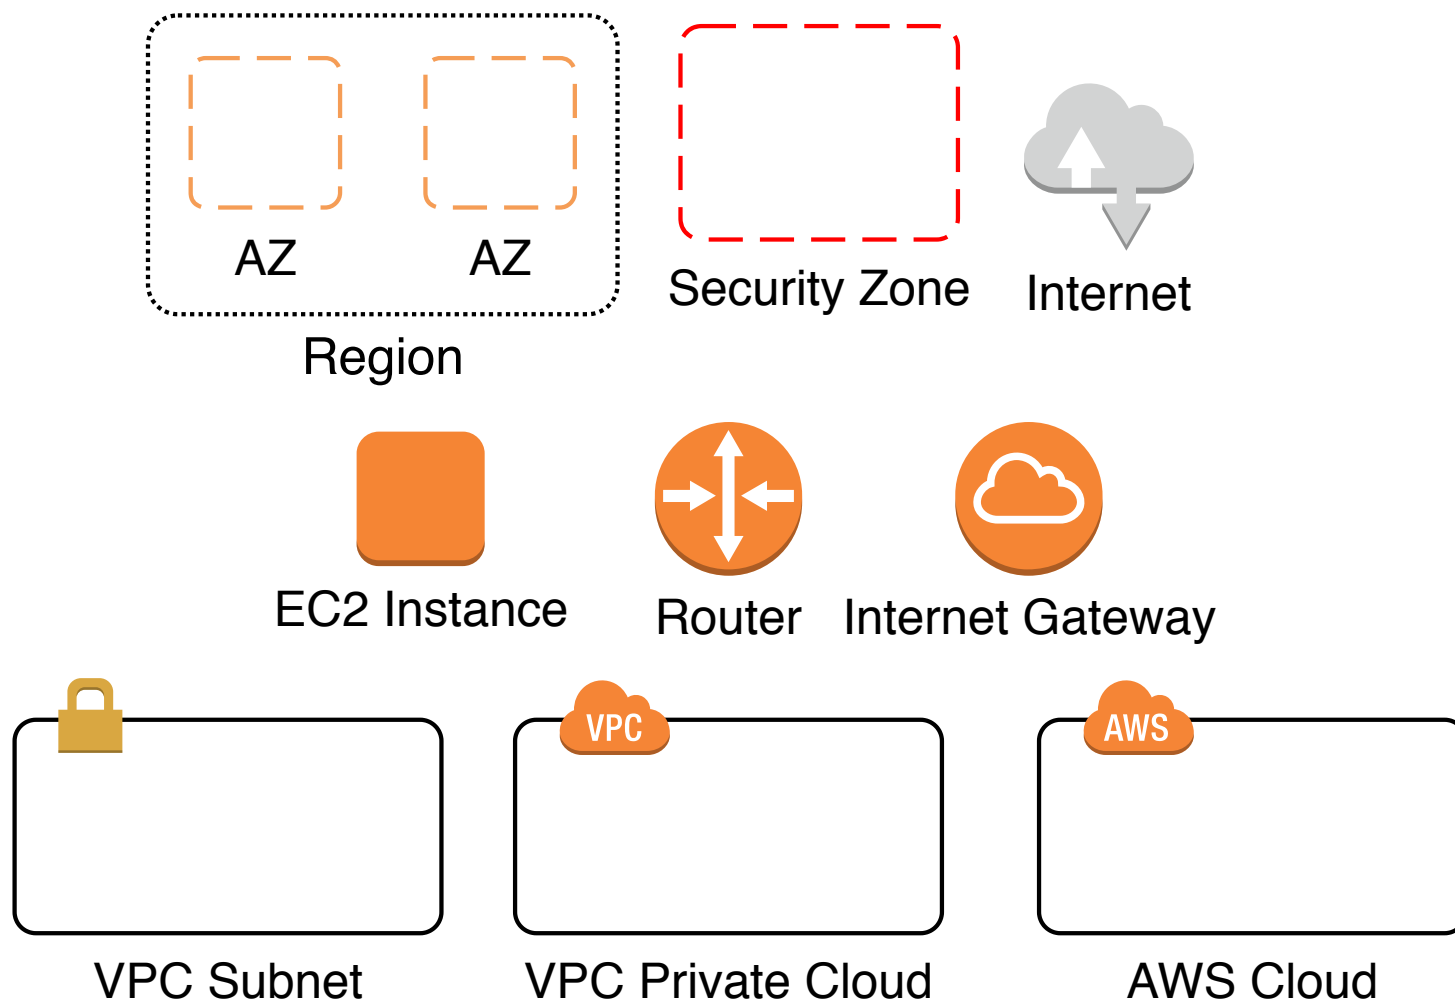 AZ
AZ
Security Zone
Internet
Region
EC2 Instance
Router
Internet Gateway
VPC
AWS
VPC Subnet
VPC Private Cloud
AWS Cloud